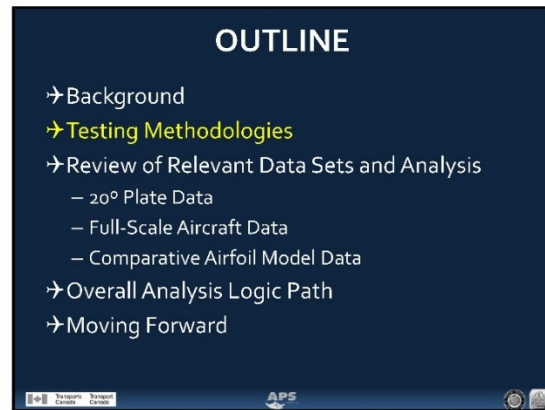 OUTLINE
Background
Testing Methodologies
Review of Relevant Data Sets and Analysis
– 20º Plate Data
– Full-Scale Aircraft Data
– Comparative Airfoil Model Data
Overall Analysis Logic Path
Moving Forward
Transports Canada Transport Canada
APS